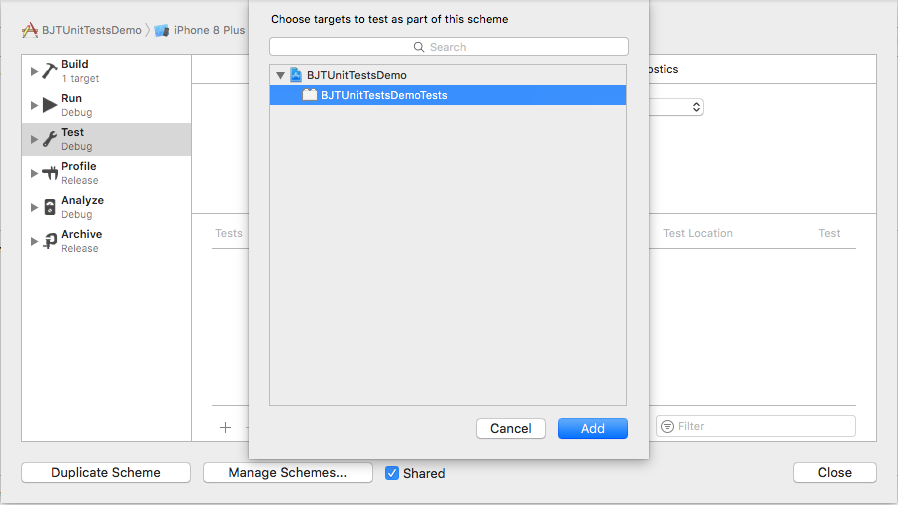 Choose targets to test as part of this scheme
BJTUnitTestsDemo
iPhone 8 Plus
Search
Build
1 target
ostics
BJTUnitTestsDemo
BJTUnitTestsDemoTests
Run
Debug
Test
Debug
Profile
Release
Analyze
Debug
Archive
Release
Tests
Test Location
Test
Cancel
Add
Filter
Duplicate Scheme
Manage Schemes...
Shared
Close